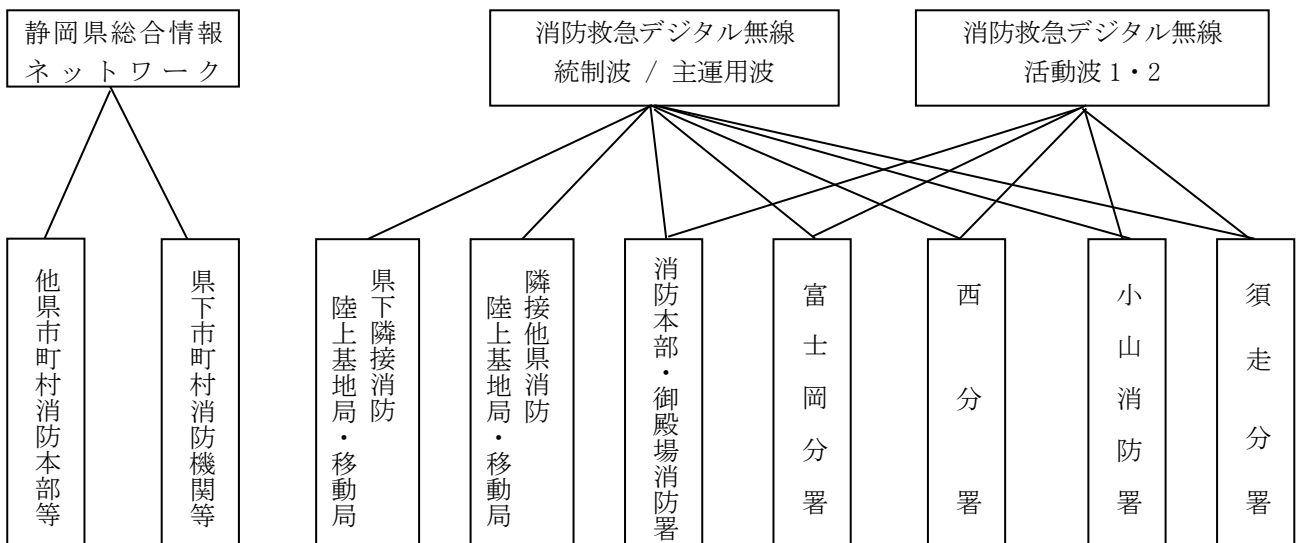 静岡県総合情報
ネットワーク
消防救急デジタル無線
統制波 / 主運用波
消防救急デジタル無線
活動波 1・2
他県市町村消防本部等
県下市町村消防機関等
県下隣接消防
陸上基地局・移動局
隣接他県消防
陸上基地局・移動局
消防本部・御殿場消防署
富士岡分署
西分署
小山消防署
須走分署